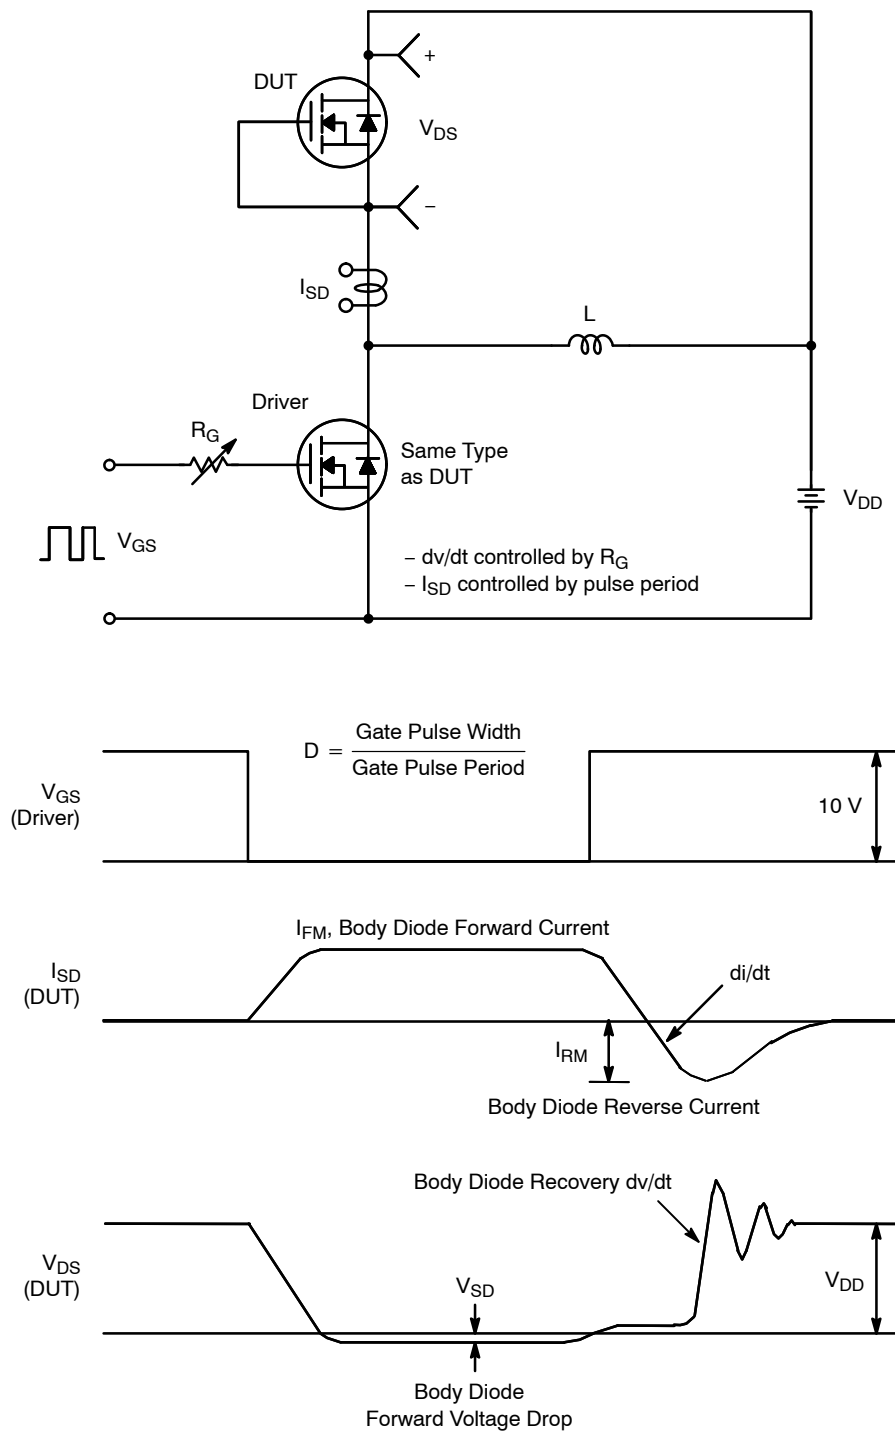 +
DUT
V_DS
−
I_SD
L
Driver
R_G
Same Type
as DUT
V_DD
V_GS
− dv/dt controlled by R_G
− I_SD controlled by pulse period
D = Gate Pulse Width
Gate Pulse Period
V_GS
(Driver)
10 V
I_FM, Body Diode Forward Current
I_SD
(DUT)
di/dt
I_RM
Body Diode Reverse Current
Body Diode Recovery dv/dt
V_DS
(DUT)
V_SD
V_DD
Body Diode
Forward Voltage Drop